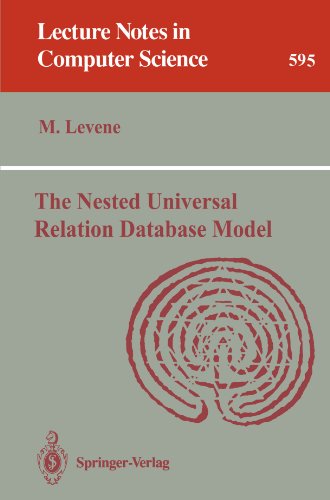 Lecture Notes in
Computer Science
595
M. Levene
The Nested Universal
Relation Database Model
Springer-Verlag